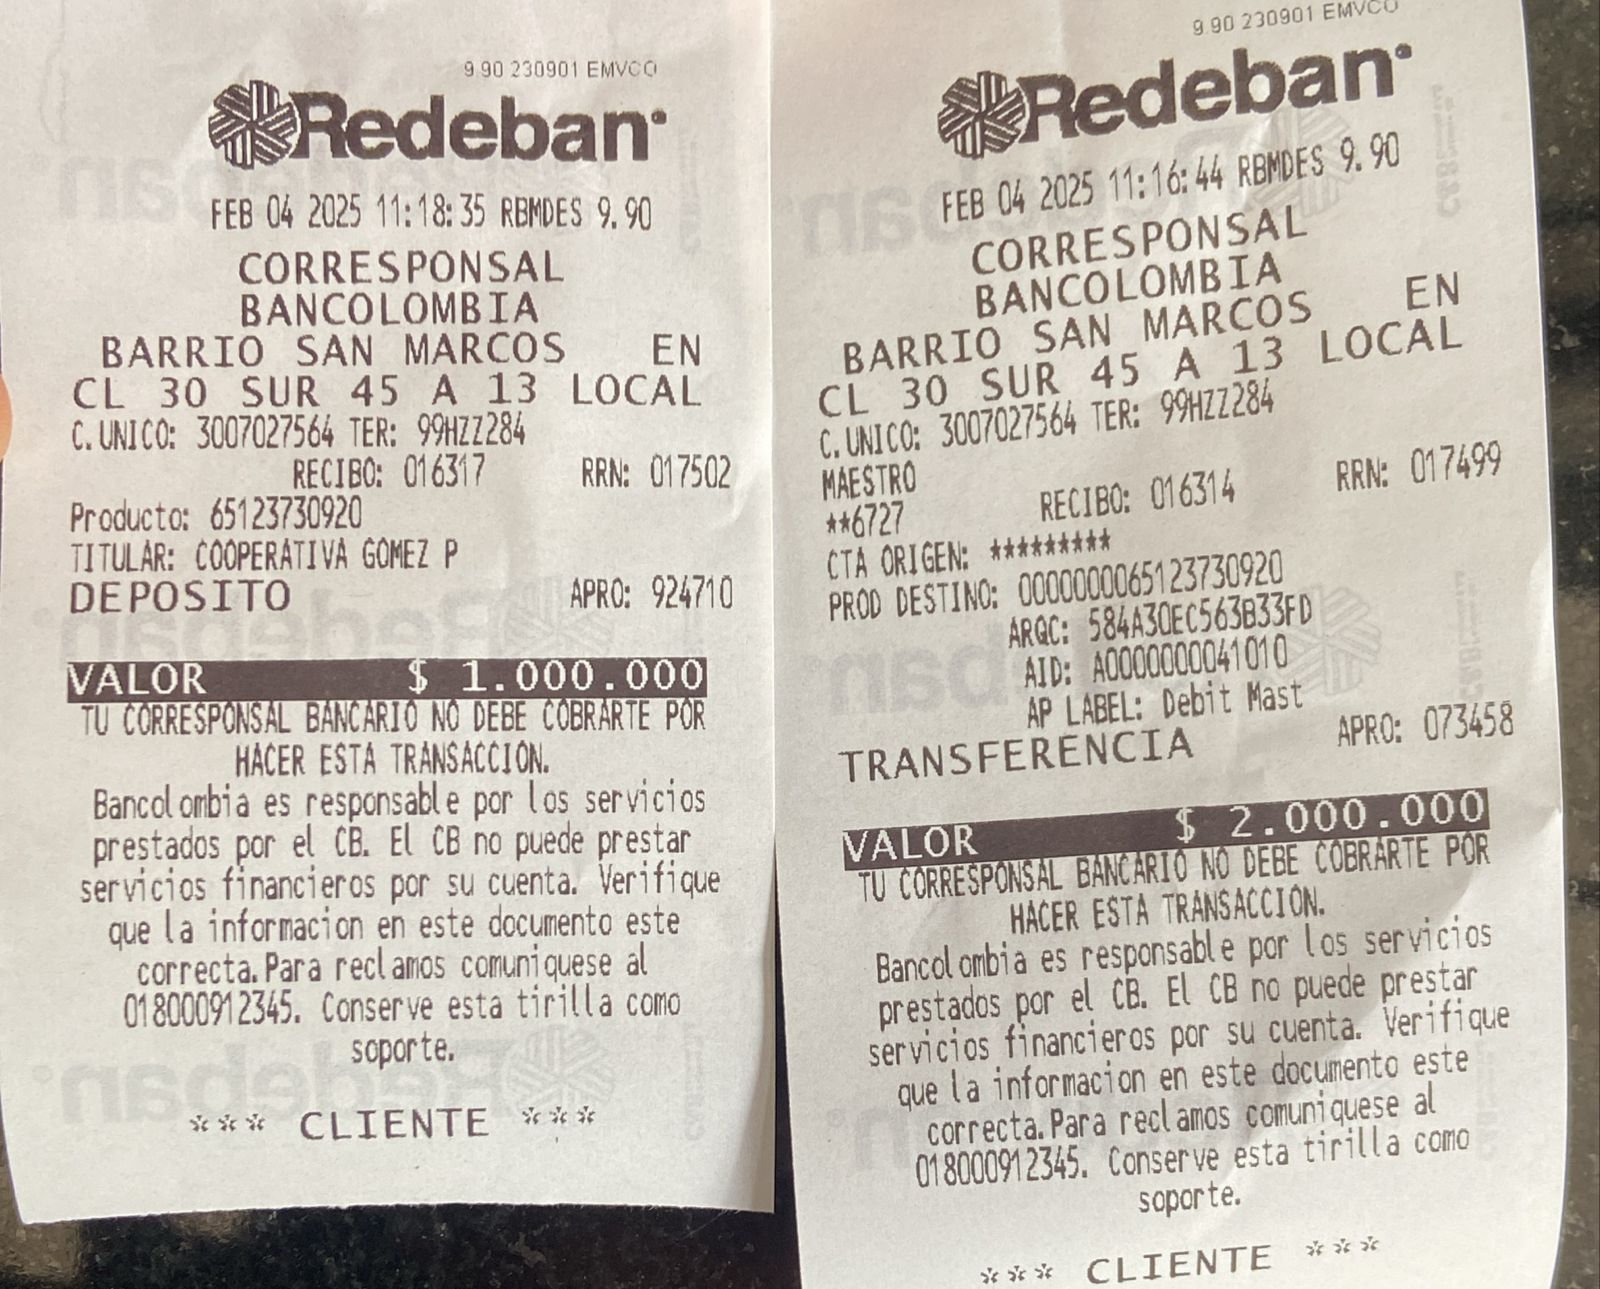 9.90 230901 EMVCO
Redeban
FEB 04 2025 11:18:35 RBMDES 9.90
CORRESPONSAL
BANCOLOMBIA
BARRIO SAN MARCOS EN
CL 30 SUR 45 A 13 LOCAL
C.UNICO: 3007027564 TER: 99HZZ284
RECIBO: 016317 RRN: 017502
Producto: 65123730920
TITULAR: COOPERATIVA GOMEZ P
DEPOSITO APRO: 924710
VALOR $ 1.000.000
TU CORRESPONSAL BANCARIO NO DEBE COBRARTE POR
HACER ESTA TRANSACCION.
Bancolombia es responsable por los servicios
prestados por el CB. El CB no puede prestar
servicios financieros por su cuenta. Verifique
que la informacion en este documento este
correcta.Para reclamos comuniquese al
018000912345. Conserve esta tirilla como
soporte.
*** CLIENTE ***
9.90 230901 EMVCO
Redeban
FEB 04 2025 11:16:44 RBMDES 9.90
CORRESPONSAL
BANCOLOMBIA
BARRIO SAN MARCOS EN
CL 30 SUR 45 A 13 LOCAL
C.UNICO: 3007027564 TER: 99HZZ284
MAESTRO
**6727 RECIBO: 016314 RRN: 017499
CTA ORIGEN: *********
PROD DESTINO: 0000000065123730920
ARQC: 584A30EC563B33FD
AID: A0000000041010
AP LABEL: Debit Mast
TRANSFERENCIA APRO: 073458
VALOR $ 2.000.000
TU CORRESPONSAL BANCARIO NO DEBE COBRARTE POR
HACER ESTA TRANSACCION.
Bancolombia es responsable por los servicios
prestados por el CB. El CB no puede prestar
servicios financieros por su cuenta. Verifique
que la informacion en este documento este
correcta.Para reclamos comuniquese al
018000912345. Conserve esta tirilla como
soporte.
*** CLIENTE ***